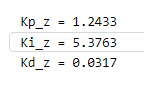 Kp_z = 1.2433
Ki_z = 5.3763
Kd_z = 0.0317